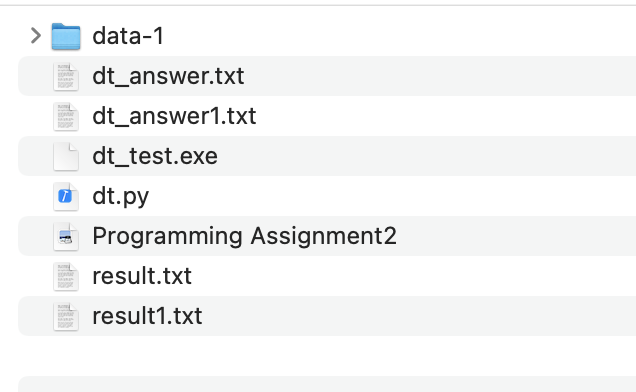 data-1
dt_answer.txt
dt_answer1.txt
dt_test.exe
dt.py
Programming Assignment2
result.txt
result1.txt